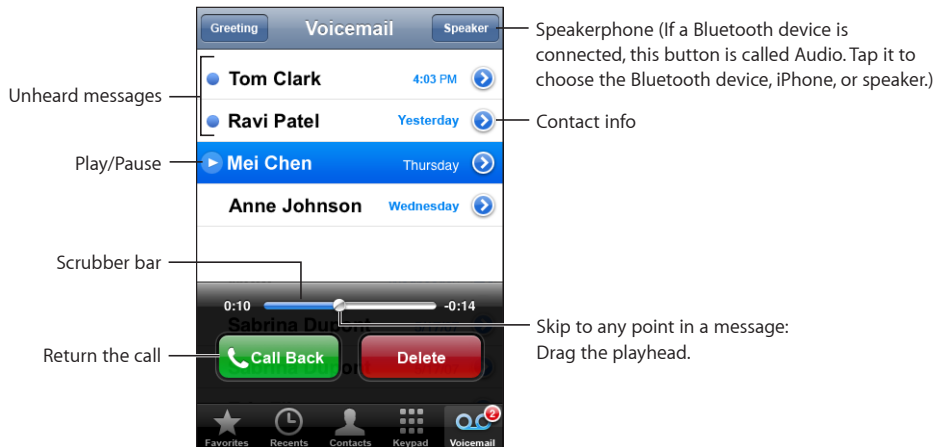 Greeting
Voicemail
Speaker
Speakerphone (If a Bluetooth device is
connected, this button is called Audio. Tap it to
choose the Bluetooth device, iPhone, or speaker.)
Unheard messages
Tom Clark
4:03 PM
Ravi Patel
Yesterday
Contact info
Play/Pause
Mei Chen
Thursday
Anne Johnson
Wednesday
Scrubber bar
0:10
-0:14
Sabrina Dupont
Skip to any point in a message:
Drag the playhead.
Return the call
Call Back
Delete
Favorites
Recents
Contacts
Keypad
2
Voicemail